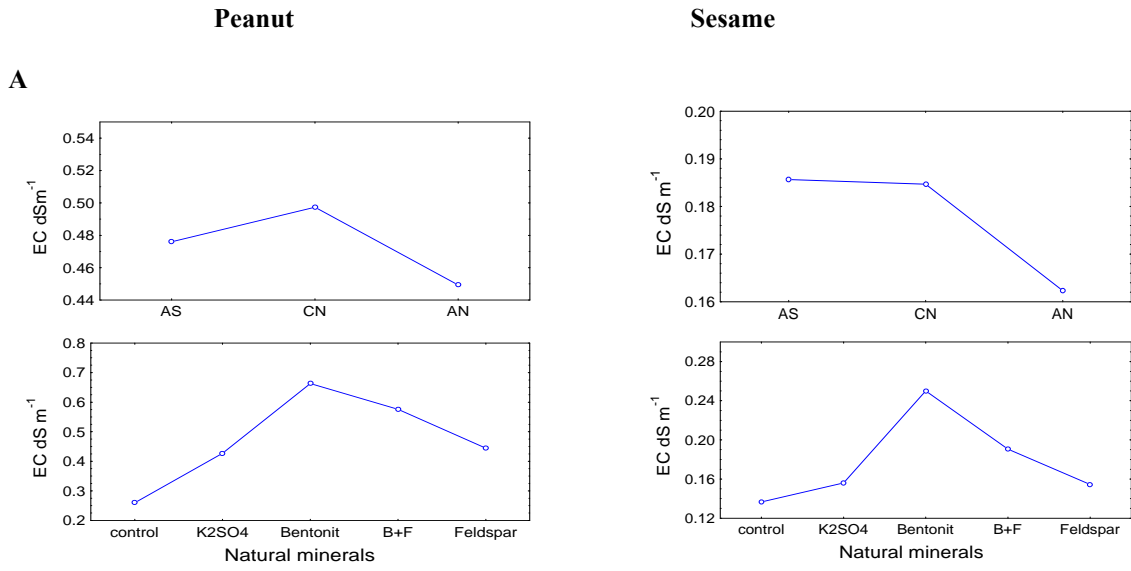 Peanut
Sesame
A
0.54
0.52
0.50
0.48
0.46
0.44
EC dSm-1
AS CN AN
0.20
0.19
0.18
0.17
0.16
EC dS m-1
AS CN AN
0.8
0.7
0.6
0.5
0.4
0.3
0.2
EC dS m-1
control K2SO4 Bentonit B+F Feldspar
Natural minerals
0.28
0.24
0.20
0.16
0.12
EC dS m-1
control K2SO4 Bentonit B+F Feldspar
Natural minerals